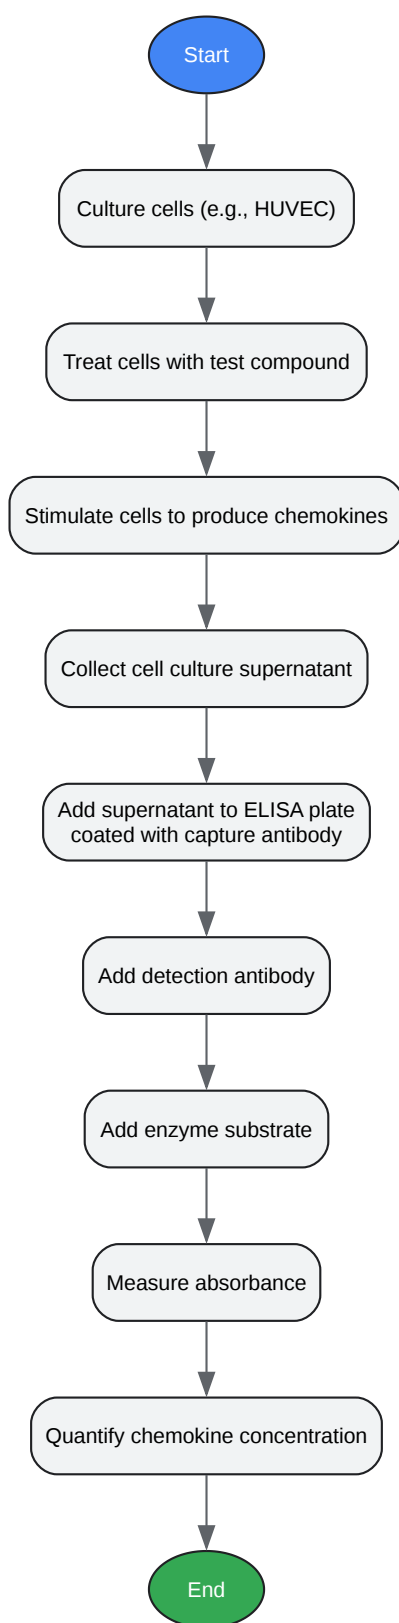 Start
Culture cells (e.g., HUVEC)
Treat cells with test compound
Stimulate cells to produce chemokines
Collect cell culture supernatant
Add supernatant to ELISA plate
coated with capture antibody
Add detection antibody
Add enzyme substrate
Measure absorbance
Quantify chemokine concentration
End